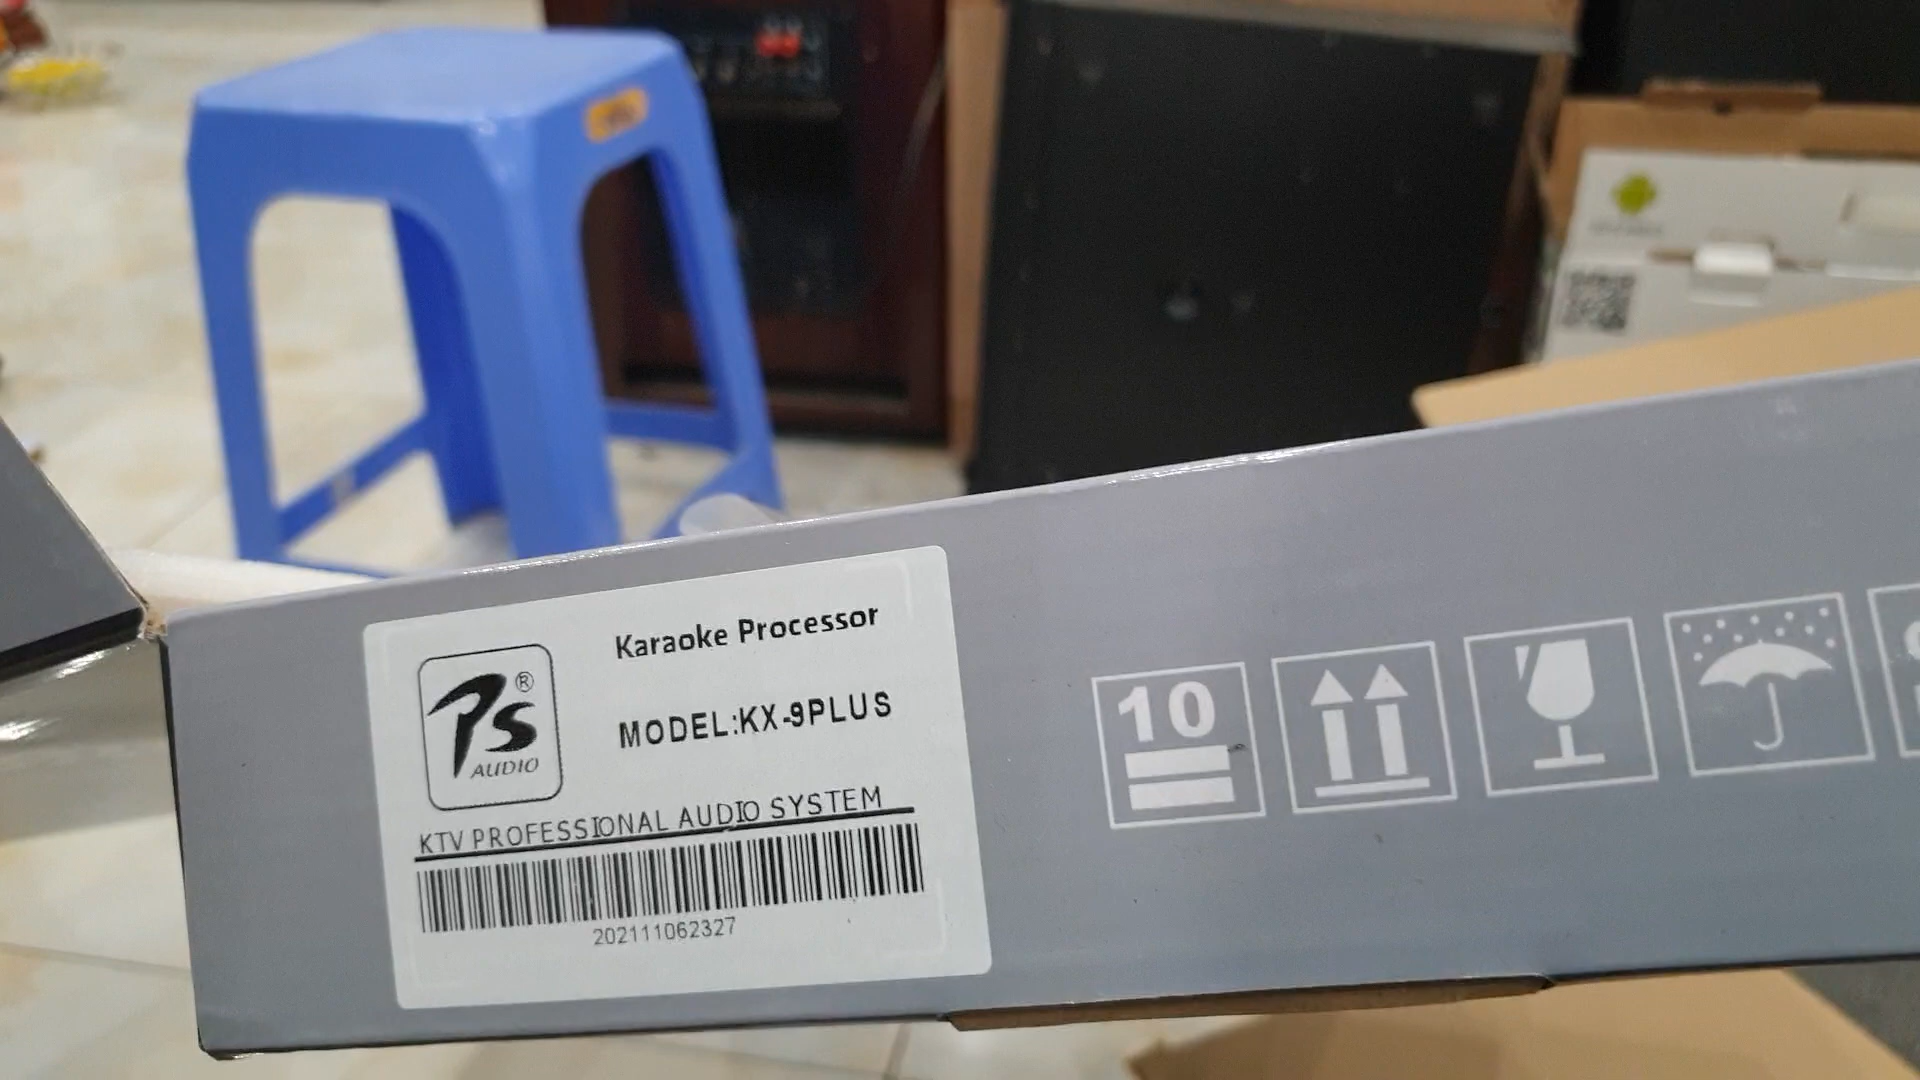 Karaoke Processor
PS®
AUDIO
MODEL:KX-9PLUS
KTV PROFESSIONAL AUDIO SYSTEM
202111062327
10